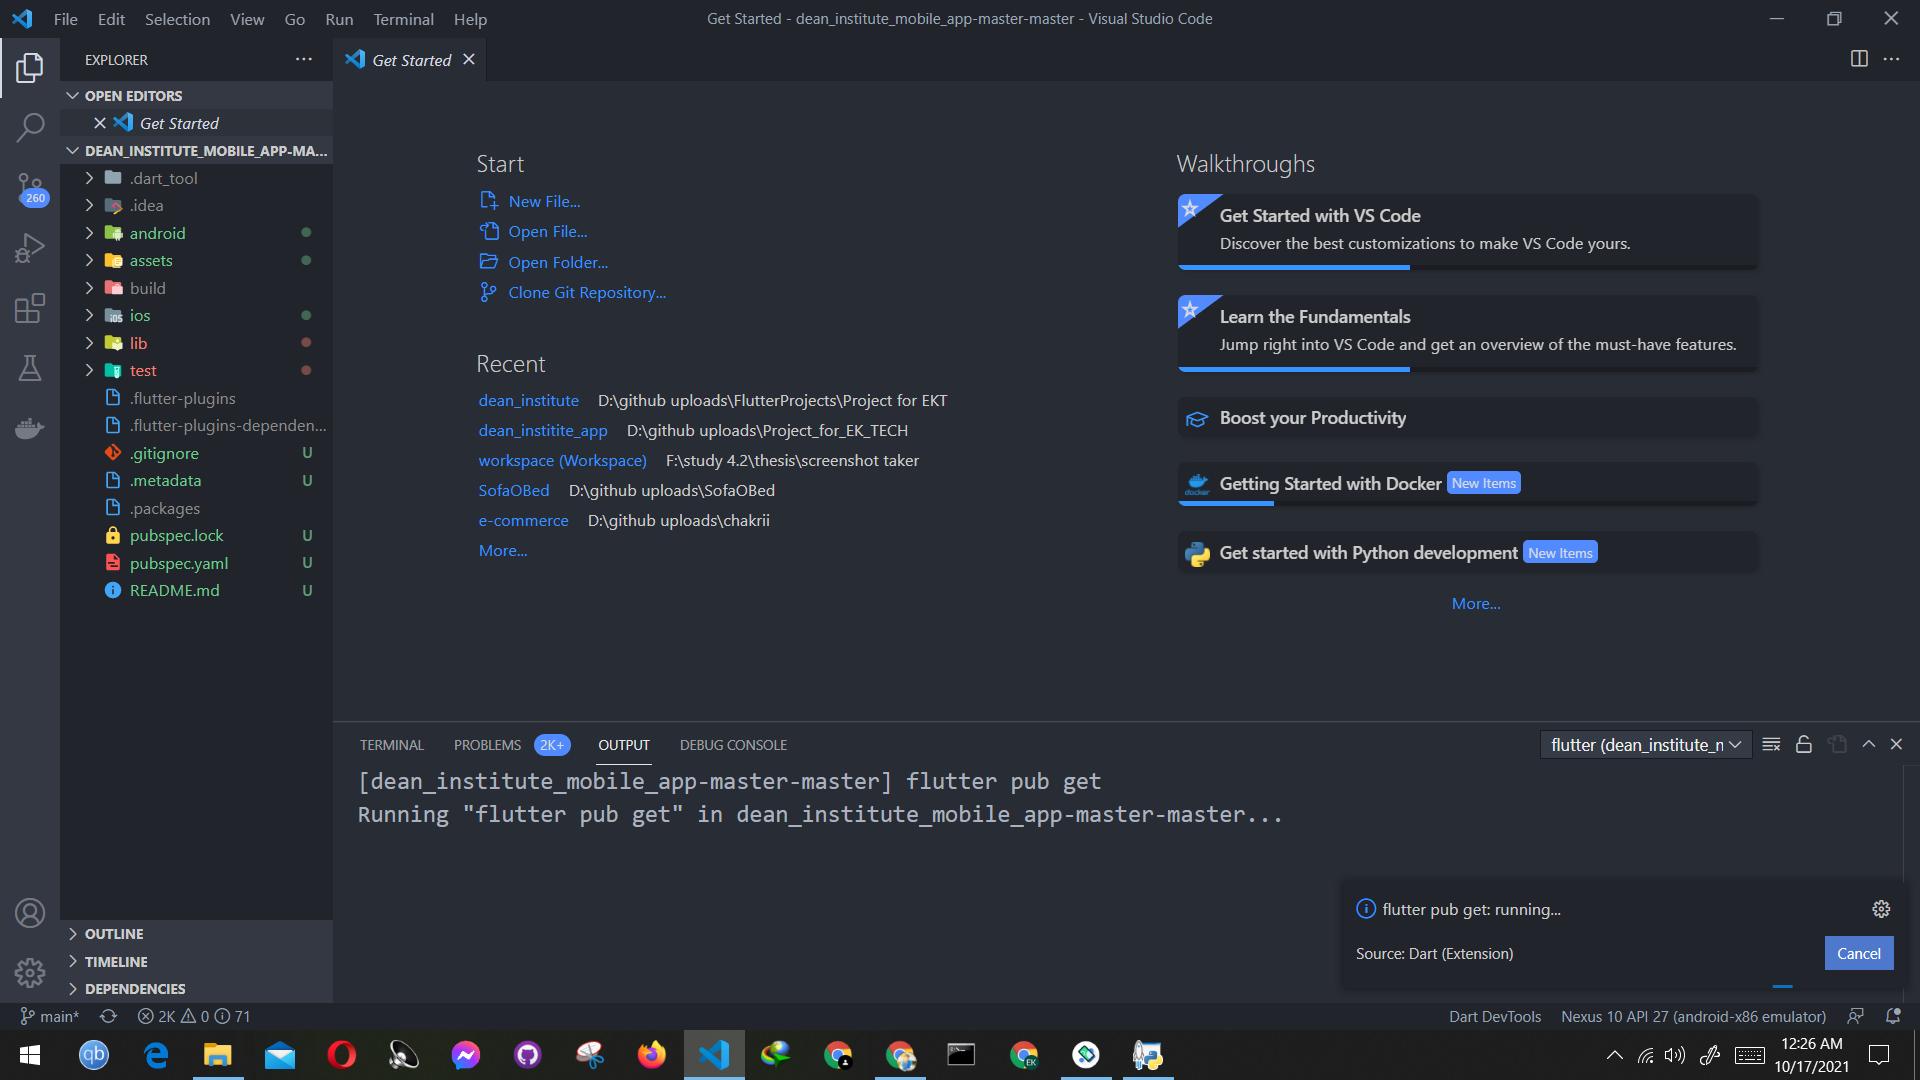 File Edit Selection View Go Run Terminal Help
Get Started - dean_institute_mobile_app-master-master - Visual Studio Code
EXPLORER
OPEN EDITORS
Get Started
DEAN_INSTITUTE_MOBILE_APP-MA...
.dart_tool
.idea
android
assets
build
ios
lib
test
.flutter-plugins
.flutter-plugins-dependen...
.gitignore U
.metadata U
.packages
pubspec.lock U
pubspec.yaml U
README.md U
260
OUTLINE
TIMELINE
DEPENDENCIES
Get Started
Start
New File...
Open File...
Open Folder...
Clone Git Repository...
Recent
dean_institute D:\github uploads\FlutterProjects\Project for EKT
dean_institite_app D:\github uploads\Project_for_EK_TECH
workspace (Workspace) F:\study 4.2\thesis\screenshot taker
SofaOBed D:\github uploads\SofaOBed
e-commerce D:\github uploads\chakrii
More...
Walkthroughs
Get Started with VS Code
Discover the best customizations to make VS Code yours.
Learn the Fundamentals
Jump right into VS Code and get an overview of the must-have features.
Boost your Productivity
docker
Getting Started with Docker New Items
Get started with Python development New Items
More...
TERMINAL PROBLEMS 2K+ OUTPUT DEBUG CONSOLE
flutter (dean_institute_n
[dean_institute_mobile_app-master-master] flutter pub get
Running "flutter pub get" in dean_institute_mobile_app-master-master...
flutter pub get: running...
Source: Dart (Extension)
Cancel
main* 2K 0 71
Dart DevTools Nexus 10 API 27 (android-x86 emulator)
qb
EK
12:26 AM
10/17/2021